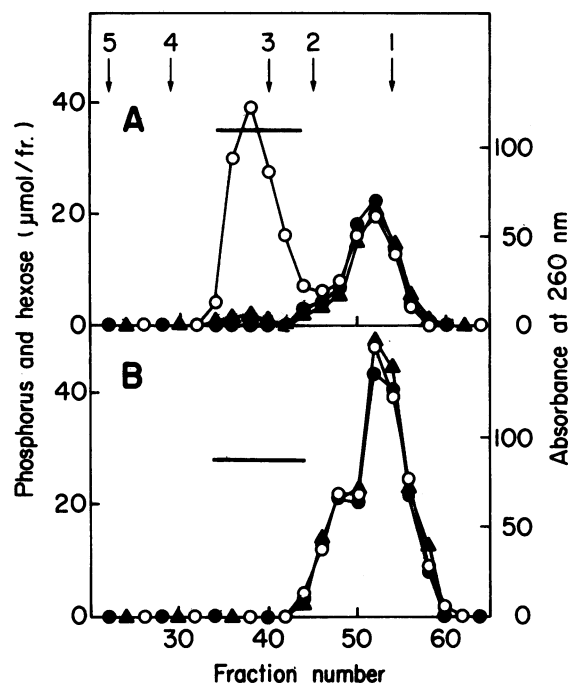 5 4 3 2 1
A
40
20
0
100
50
0
B
40
20
0
100
50
0
30 40 50 60
Fraction number
Phosphorus and hexose (μmol/fr.)
Absorbance at 260 nm